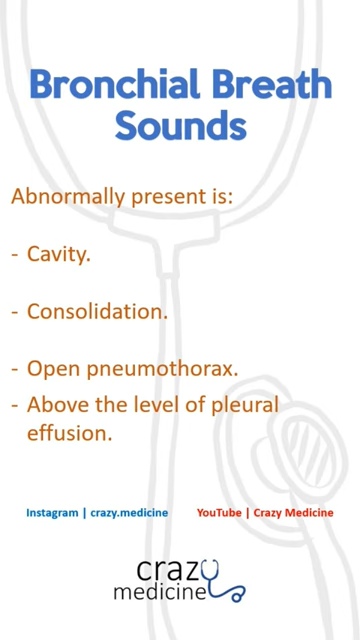 Bronchial Breath
Sounds
Abnormally present is:
- Cavity.
- Consolidation.
- Open pneumothorax.
- Above the level of pleural
effusion.
Instagram | crazy.medicine YouTube | Crazy Medicine
crazy
medicine